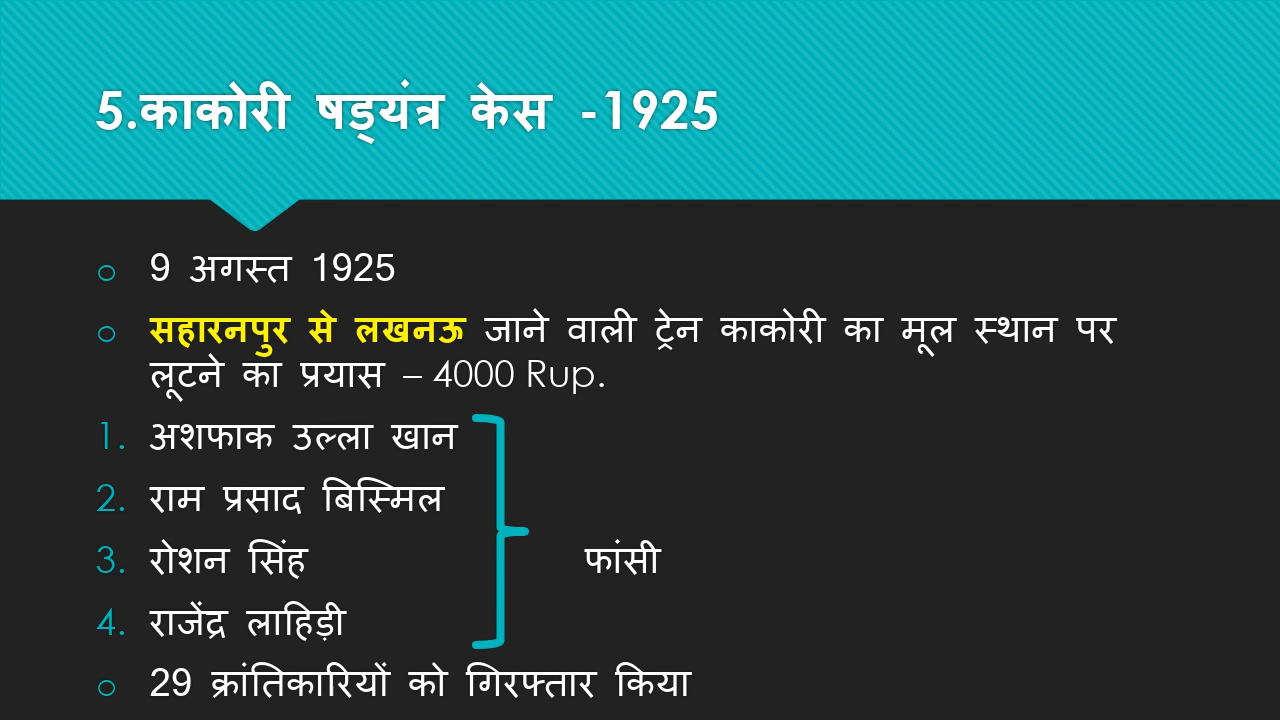 5.काकोरी षड्यंत्र केस -1925
○ 9 अगस्त 1925
○ सहारनपुर से लखनऊ जाने वाली ट्रेन काकोरी का मूल स्थान पर
लूटने का प्रयास – 4000 Rup.
1. अशफाक उल्ला खान
2. राम प्रसाद बिस्मिल
3. रोशन सिंह फांसी
4. राजेंद्र लाहिड़ी
○ 29 क्रांतिकारियों को गिरफ्तार किया